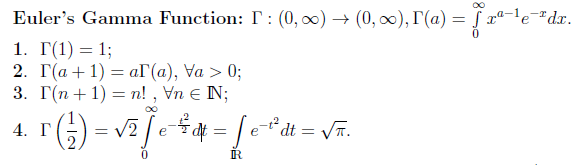 Euler's Gamma Function: Γ : (0, ∞) → (0, ∞), Γ(a) = ∫₀^∞ x^{a−1}e^{−x}dx.
1. Γ(1) = 1;
2. Γ(a + 1) = aΓ(a), ∀a > 0;
3. Γ(n + 1) = n! , ∀n ∈ ℕ;
4. Γ(1/2) = √2 ∫₀^∞ e^{−t²/2} dt = ∫_ℝ e^{−t²} dt = √π.